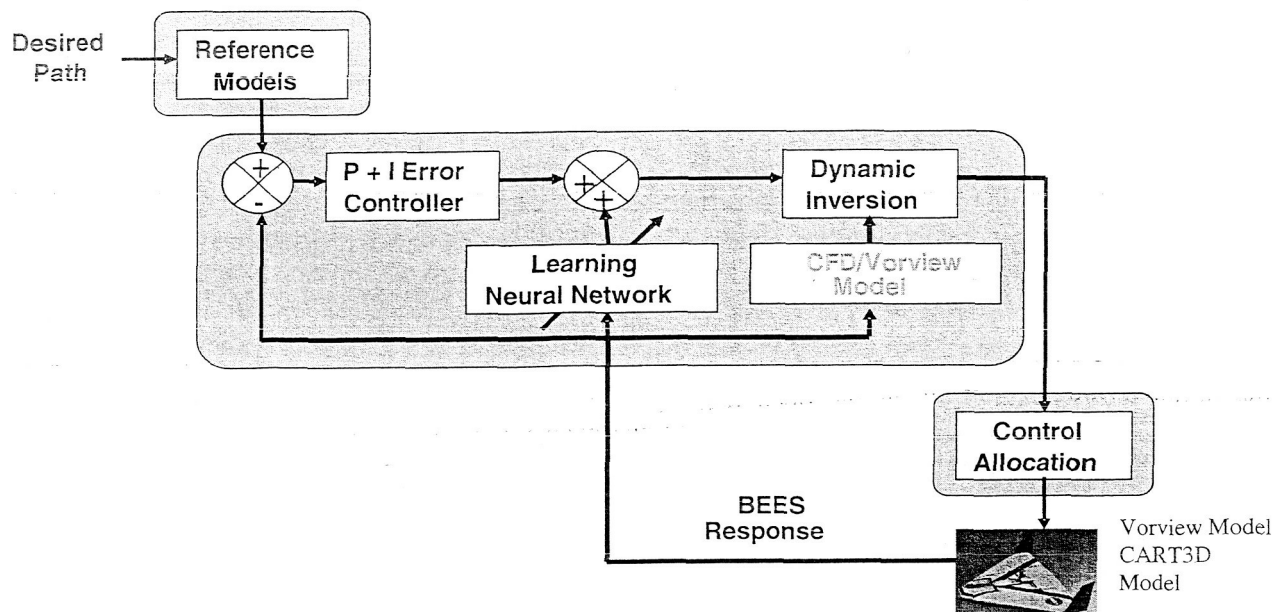 Desired
Path
Reference
Models
+
-
P + I Error
Controller
+
+
Dynamic
Inversion
Learning
Neural Network
CFD/Vorview
Model
Control
Allocation
BEES
Response
Vorview Model
CART3D
Model